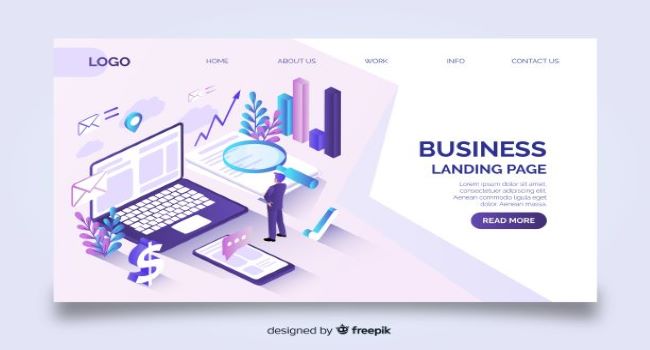 LOGO HOME ABOUT US WORK INFO CONTACT US
BUSINESS
LANDING PAGE
Lorem ipsum dolor sit amet,
consectetur adipiscing elit.
Aenean commodo ligula eget
dolor. Aenean massa.
READ MORE
designed by freepik